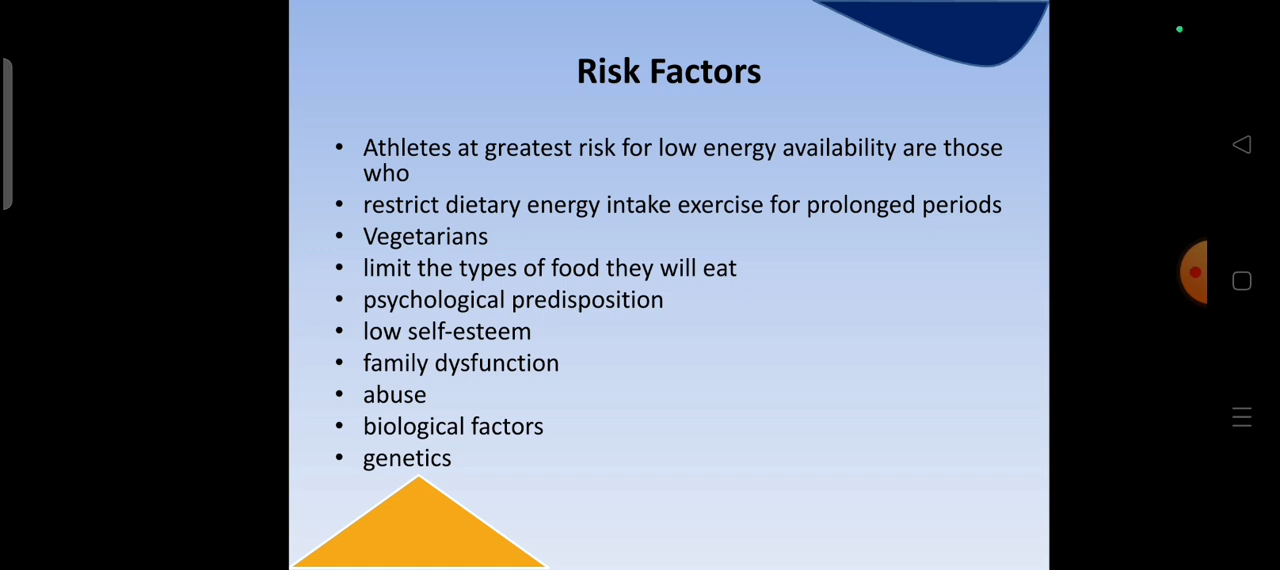 Risk Factors
• Athletes at greatest risk for low energy availability are those
who
• restrict dietary energy intake exercise for prolonged periods
• Vegetarians
• limit the types of food they will eat
• psychological predisposition
• low self-esteem
• family dysfunction
• abuse
• biological factors
• genetics